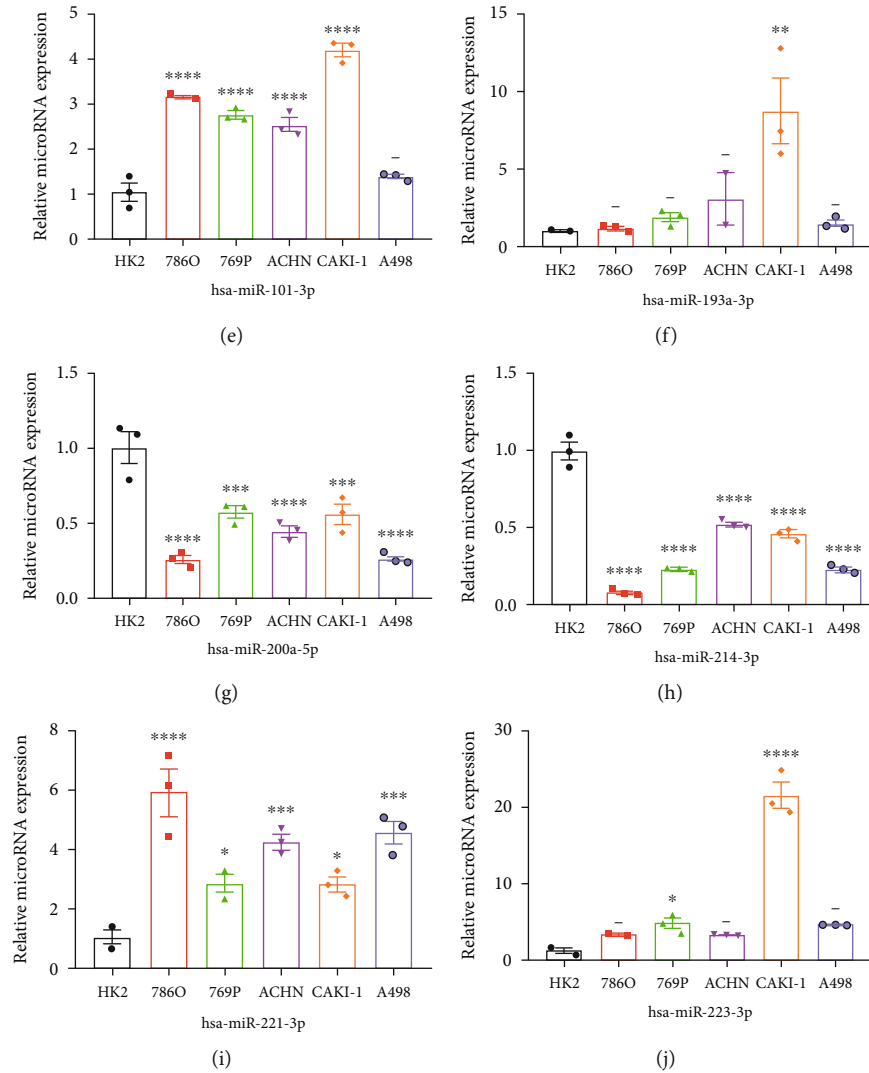 Relative microRNA expression
5
4
3
2
1
0
****
****
****
****
–
HK2 786O 769P ACHN CAKI-1 A498
hsa-miR-101-3p
(e)
Relative microRNA expression
15
10
5
0
–
–
–
**
–
HK2 786O 769P ACHN CAKI-1 A498
hsa-miR-193a-3p
(f)
Relative microRNA expression
1.5
1.0
0.5
0.0
****
***
****
***
****
HK2 786O 769P ACHN CAKI-1 A498
hsa-miR-200a-5p
(g)
Relative microRNA expression
1.5
1.0
0.5
0.0
****
****
****
****
****
HK2 786O 769P ACHN CAKI-1 A498
hsa-miR-214-3p
(h)
Relative microRNA expression
8
6
4
2
0
****
*
***
*
***
HK2 786O 769P ACHN CAKI-1 A498
hsa-miR-221-3p
(i)
Relative microRNA expression
30
20
10
0
–
*
–
****
–
HK2 786O 769P ACHN CAKI-1 A498
hsa-miR-223-3p
(j)